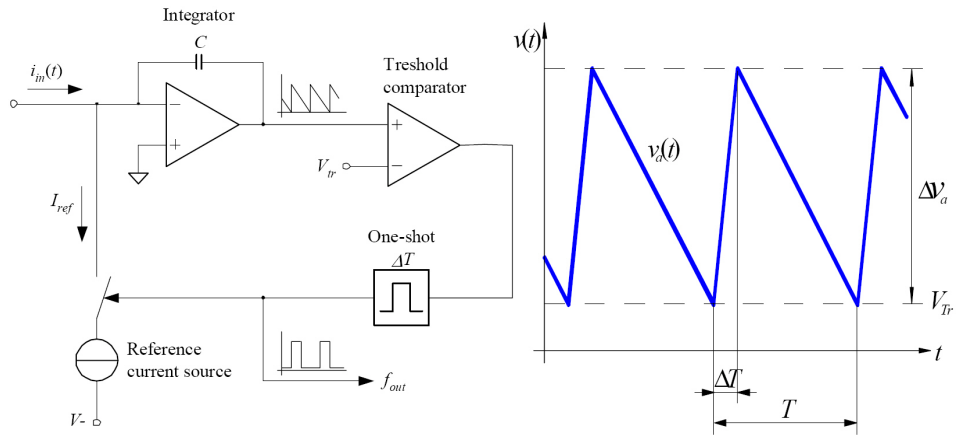 Integrator
C
i_in(t)
−
+
Treshold
comparator
+
−
V_tr
I_ref
One-shot
ΔT
Reference
current source
V-
f_out
v(t)
v_a(t)
Δv_a
V_Tr
t
ΔT
T